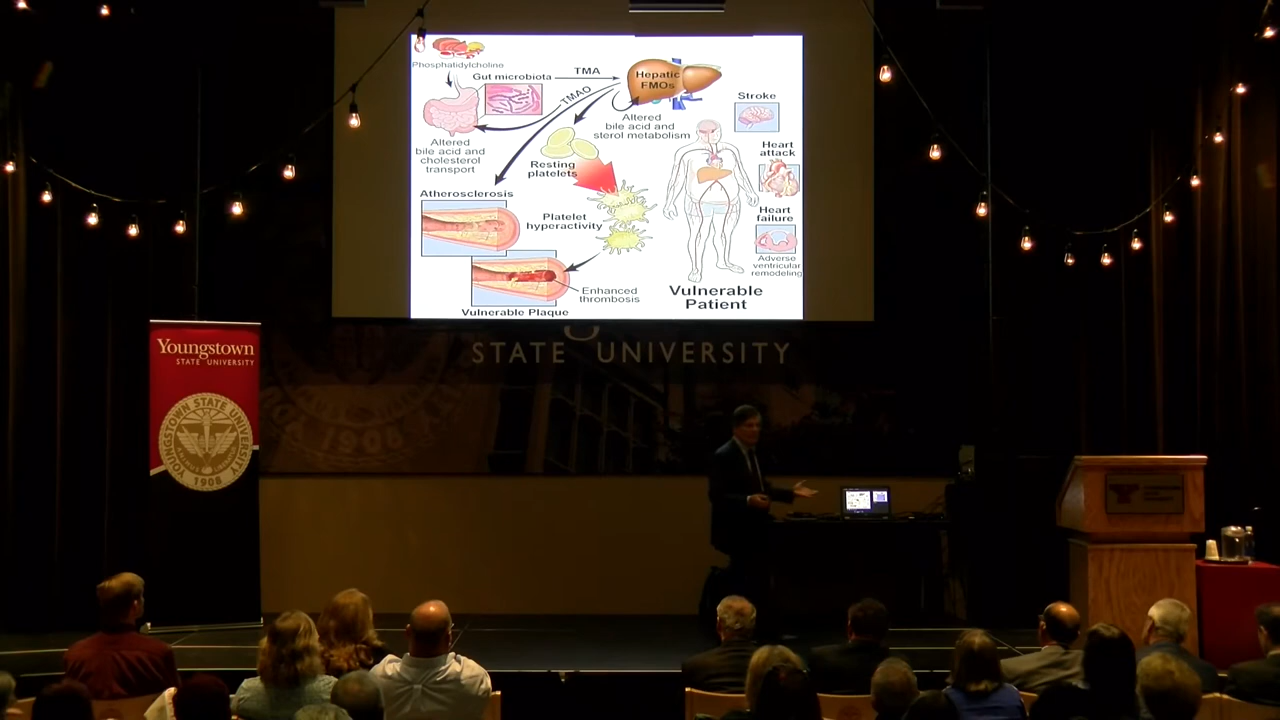 Phosphatidylcholine
Gut microbiota
TMA
TMAO
Hepatic
FMOs
Altered
bile acid and
sterol metabolism
Altered
bile acid and
cholesterol
transport
Resting
platelets
Atherosclerosis
Platelet
hyperactivity
Enhanced
thrombosis
Vulnerable Plaque
Stroke
Heart
attack
Heart
failure
Adverse
ventricular
remodeling
Vulnerable
Patient
STATE UNIVERSITY
1908
Youngstown
STATE UNIVERSITY
YOUNGSTOWN STATE UNIVERSITY
1908